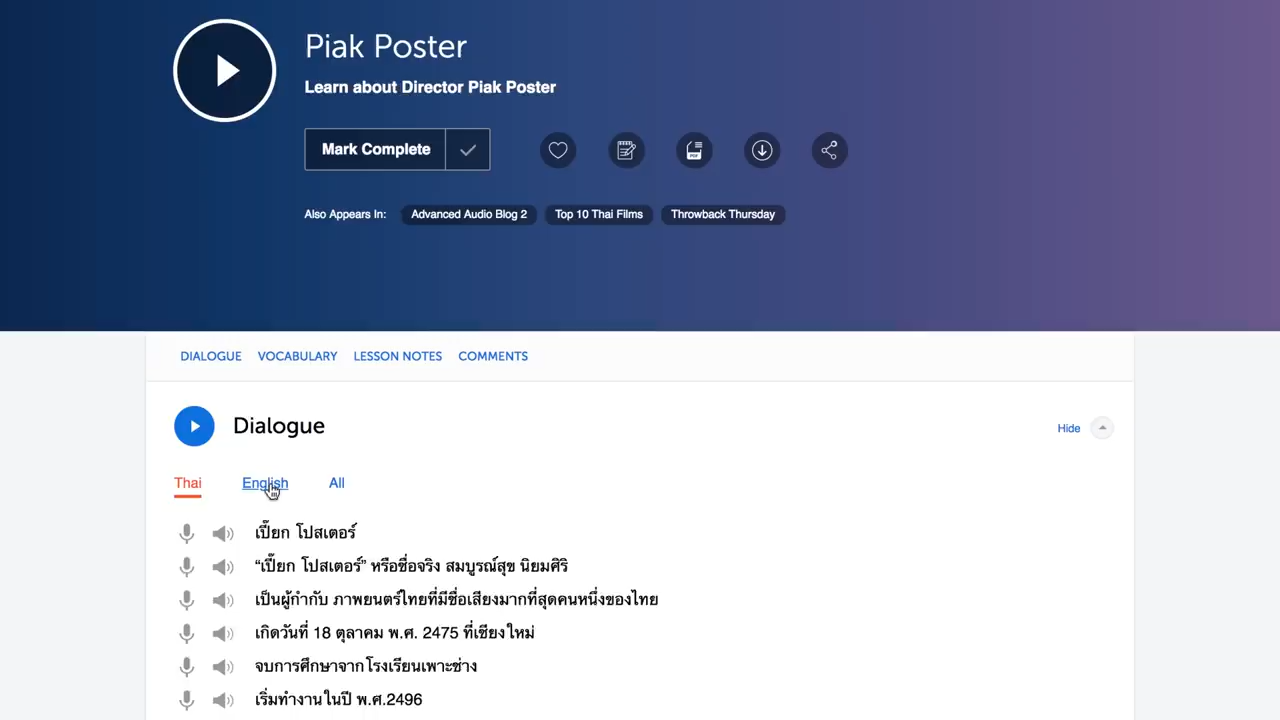 Piak Poster
Learn about Director Piak Poster
Mark Complete
PDF
Also Appears In: Advanced Audio Blog 2 Top 10 Thai Films Throwback Thursday
DIALOGUE VOCABULARY LESSON NOTES COMMENTS
Dialogue
Hide
Thai English All
เปี๊ยก โปสเตอร์
“เปี๊ยก โปสเตอร์” หรือชื่อจริง สมบูรณ์สุข นิยมศิริ
เป็นผู้กำกับ ภาพยนตร์ไทยที่มีชื่อเสียงมากที่สุดคนหนึ่งของไทย
เกิดวันที่ 18 ตุลาคม พ.ศ. 2475 ที่เชียงใหม่
จบการศึกษาจากโรงเรียนเพาะช่าง
เริ่มทำงานในปี พ.ศ.2496